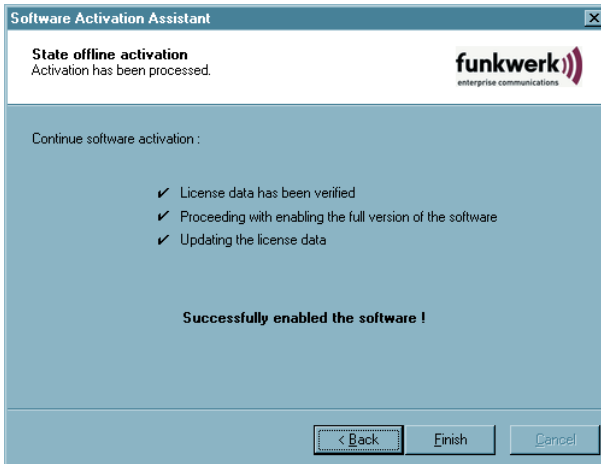 Software Activation Assistant
State offline activation
Activation has been processed.
funkwerk
enterprise communications
Continue software activation :
✔ License data has been verified
✔ Proceeding with enabling the full version of the software
✔ Updating the license data
Successfully enabled the software !
< Back Finish Cancel